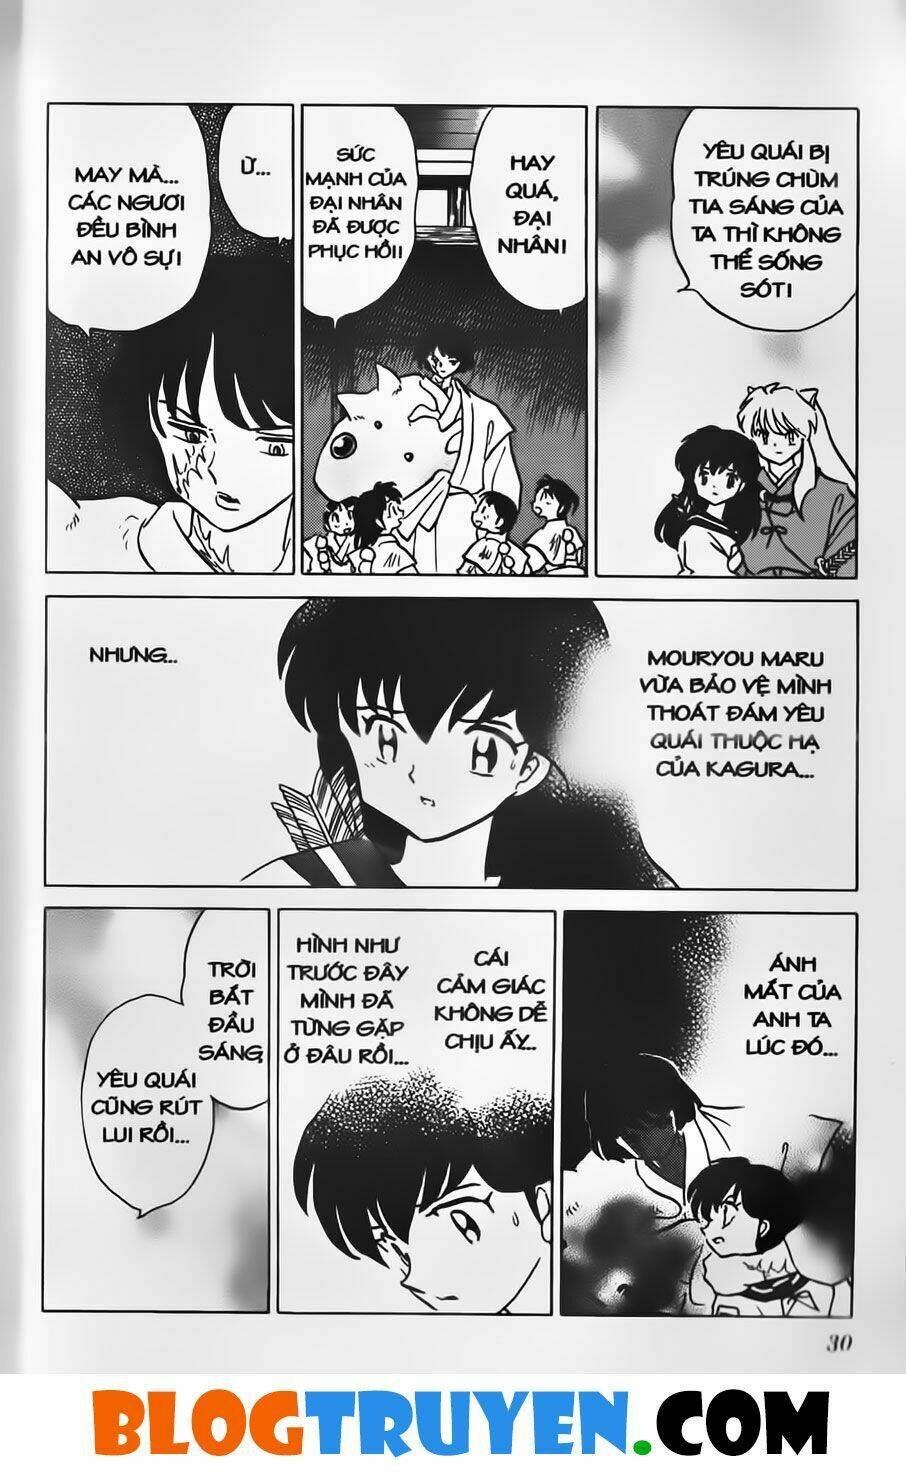 YÊU QUÁI BỊ
TRÚNG CHÙM
TIA SÁNG CỦA
TA THÌ KHÔNG
THỂ SỐNG
SÓT!
HAY
QUÁ,
ĐẠI
NHÂN!
SỨC
MẠNH CỦA
ĐẠI NHÂN
ĐÃ ĐƯỢC
PHỤC HỒI!
Ừ...
MAY MÀ...
CÁC NGƯƠI
ĐỀU BÌNH
AN VÔ SỰ!
MOURYOU MARU
VỪA BẢO VỆ MÌNH
THOÁT ĐÁM YÊU
QUÁI THUỘC HẠ
CỦA KAGURA...
NHƯNG...
ÁNH
MẮT CỦA
ANH TA
LÚC ĐÓ...
CÁI
CẢM GIÁC
KHÔNG DỄ
CHỊU ẤY...
HÌNH NHƯ
TRƯỚC ĐÂY
MÌNH ĐÃ
TỪNG GẶP
Ở ĐÂU RỒI...
TRỜI
BẮT
ĐẦU
SÁNG,
YÊU QUÁI
CŨNG RÚT
LUI RỒI...
30
BLOGTRUYEN.COM